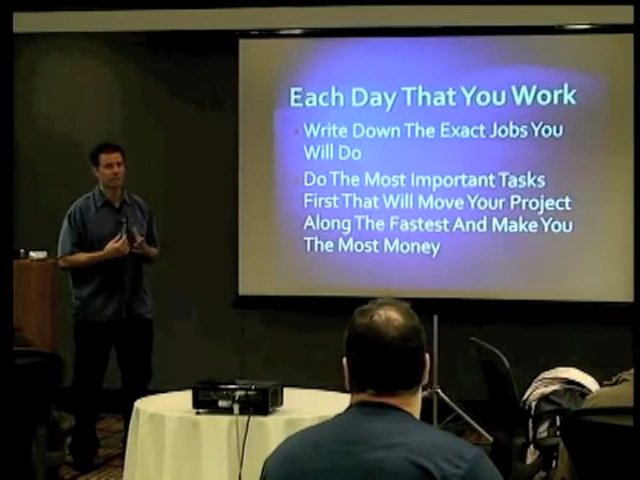 Each Day That You Work
Write Down The Exact Jobs You
Will Do
Do The Most Important Tasks
First That Will Move Your Project
Along The Fastest And Make You
The Most Money